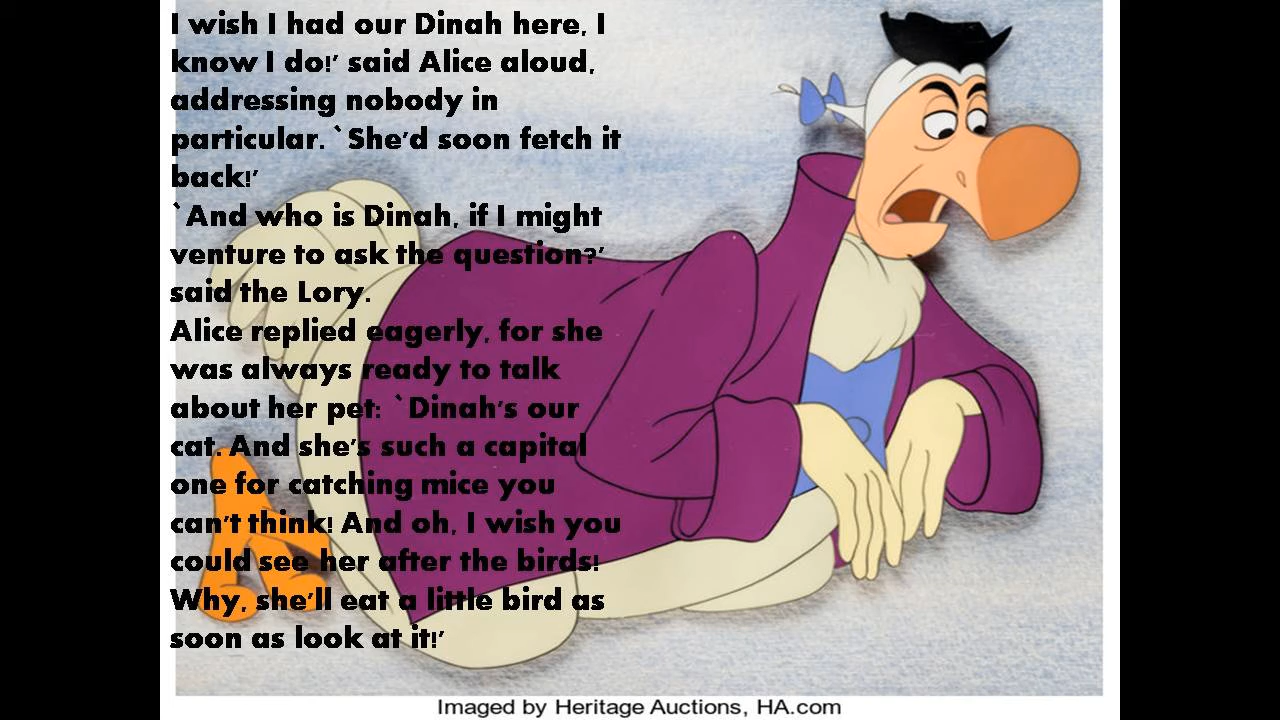 I wish I had our Dinah here, I
know I do!' said Alice aloud,
addressing nobody in
particular. `She'd soon fetch it
back!'
`And who is Dinah, if I might
venture to ask the question?'
said the Lory.
Alice replied eagerly, for she
was always ready to talk
about her pet: `Dinah's our
cat. And she's such a capital
one for catching mice you
can't think! And oh, I wish you
could see her after the birds!
Why, she'll eat a little bird as
soon as look at it!'
Imaged by Heritage Auctions, HA.com